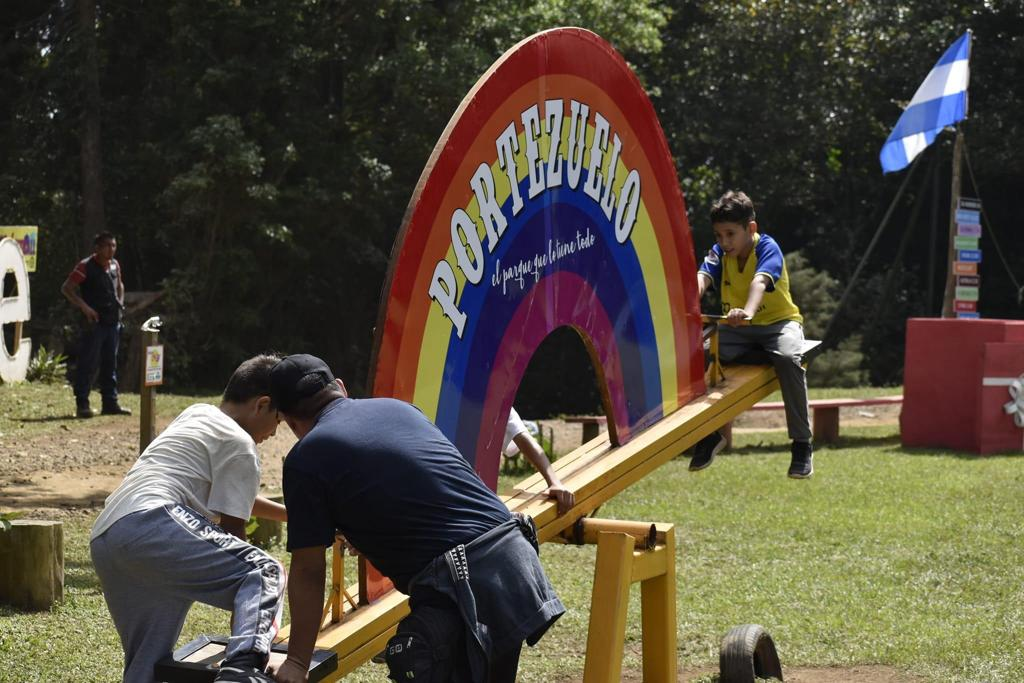 PORTEZUELO
el parque que lo tiene todo
ENZO SPORT
e